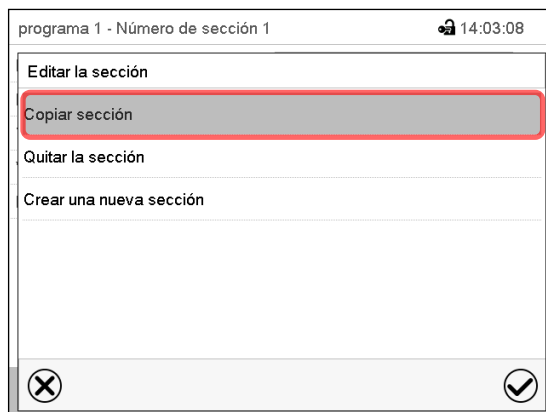 programa 1 - Número de sección 1 14:03:08
Editar la sección
Copiar sección
Quitar la sección
Crear una nueva sección